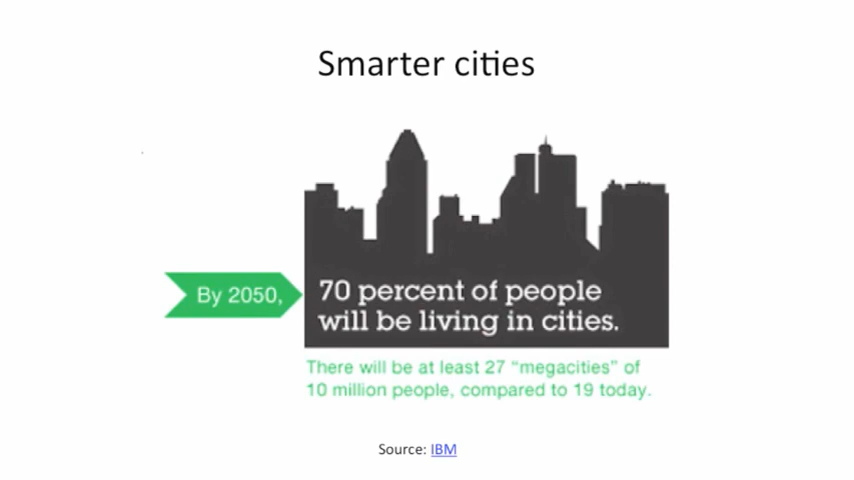 Smarter cities
By 2050,
70 percent of people
will be living in cities.
There will be at least 27 “megacities” of
10 million people, compared to 19 today.
Source: IBM